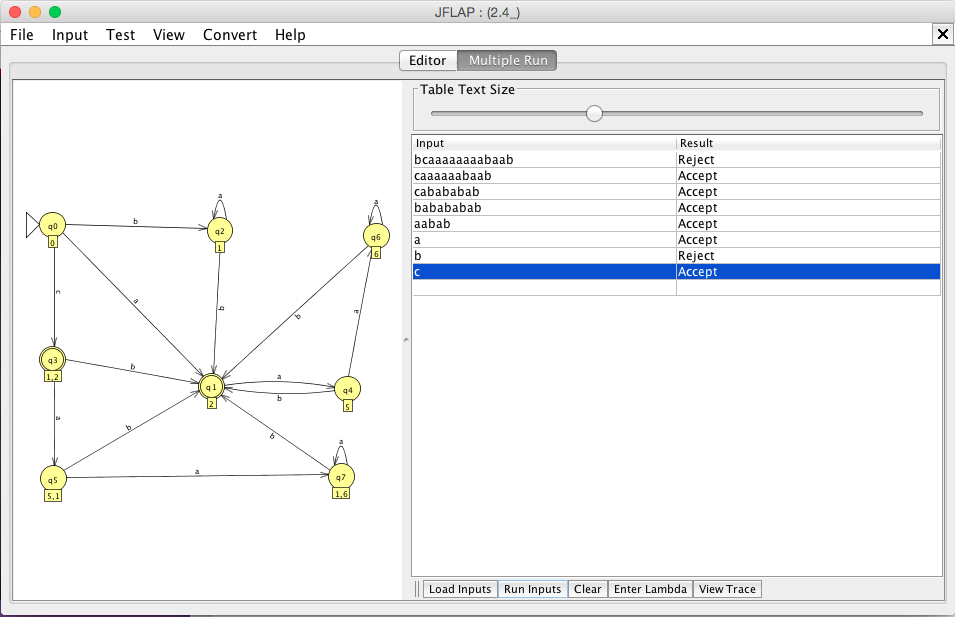 JFLAP : (2.4_)
File Input Test View Convert Help
Editor Multiple Run
Table Text Size
Input Result
bcaaaaaaaabaab Reject
caaaaaabaab Accept
cabababab Accept
babababab Accept
aabab Accept
a Accept
b Reject
c Accept
a
a
q0
b
q2
q6
0
1
6
c
a
b
b
a
q3
b
1,2
a
q1
q4
b
2
5
a
b
b
a
q5
a
q7
5,1
1,6
Load Inputs Run Inputs Clear Enter Lambda View Trace